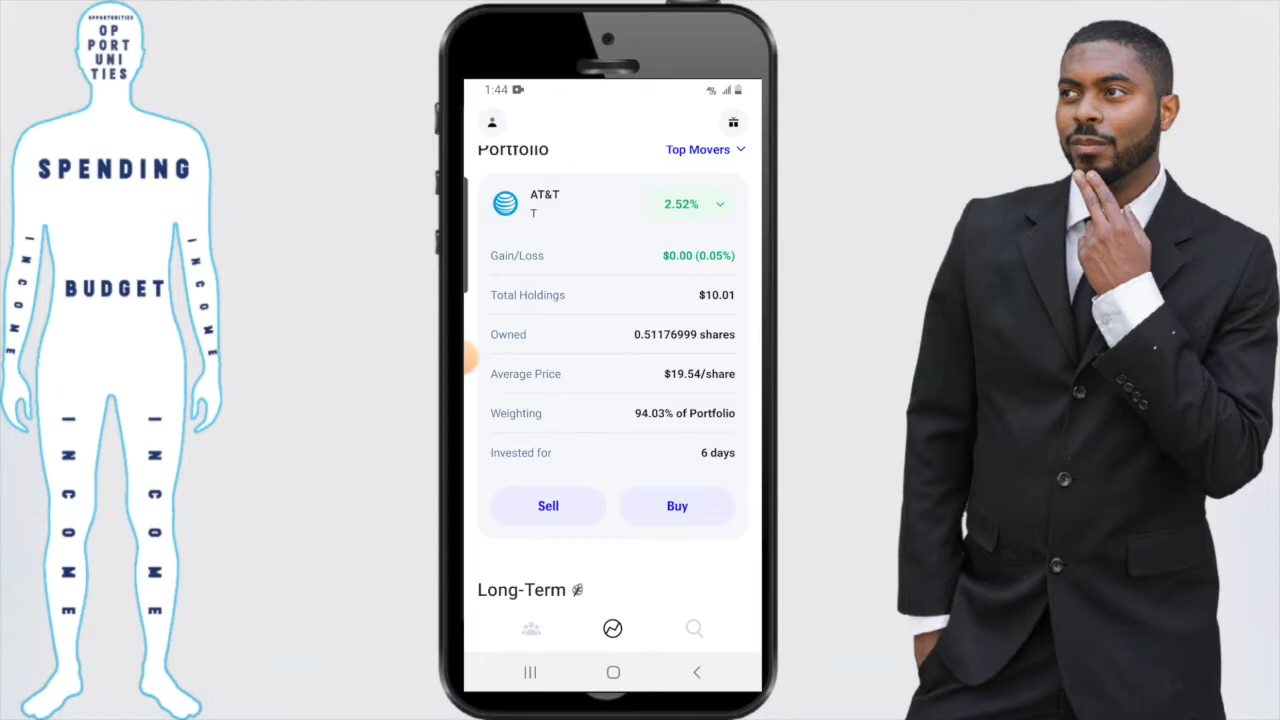 OPPORTUNITIES
OP
PORT
UNI
TIES
SPENDING
BUDGET
INCOME
INCOME
INCOME
INCOME
1:44
Portfolio
Top Movers
AT&T
T
2.52%
Gain/Loss $0.00 (0.05%)
Total Holdings $10.01
Owned 0.51176999 shares
Average Price $19.54/share
Weighting 94.03% of Portfolio
Invested for 6 days
Sell Buy
Long-Term